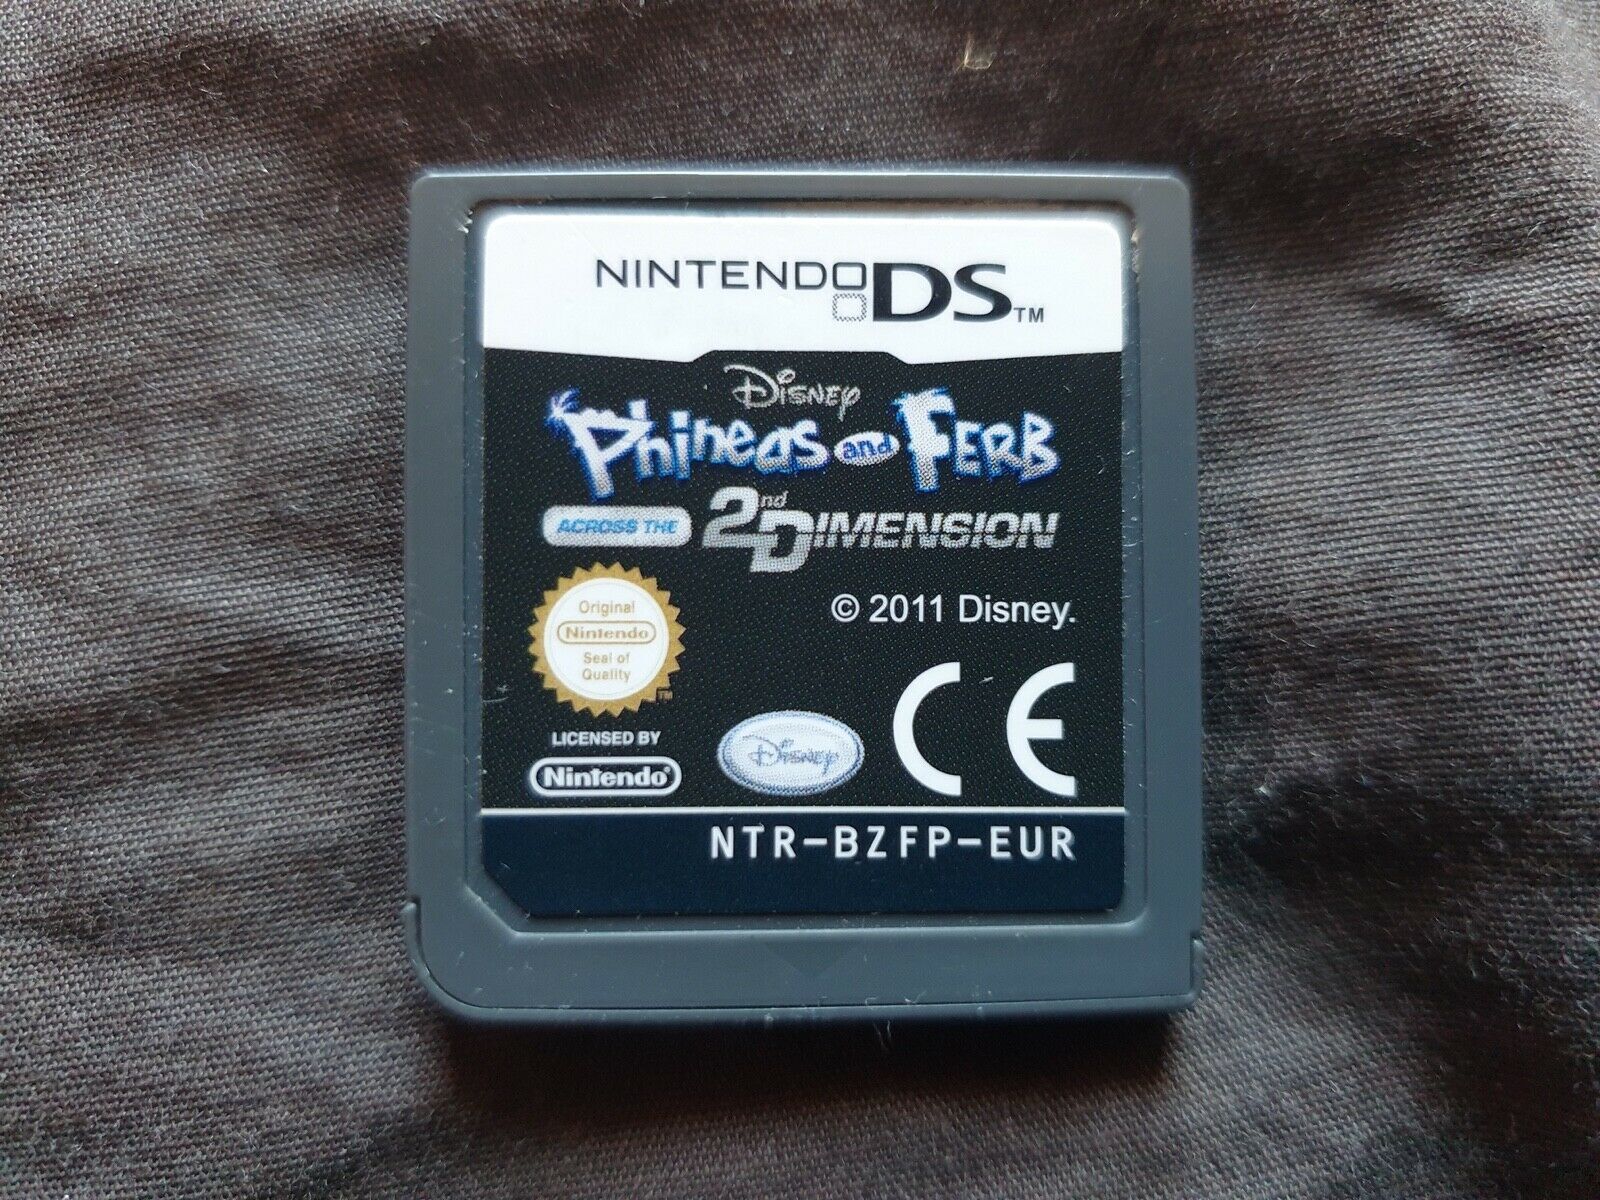 NINTENDO DS™
Disney
Phineas and Ferb
ACROSS THE 2nd DIMENSION
© 2011 Disney.
Original
Nintendo
Seal of
Quality
TM
LICENSED BY
Nintendo®
Disney
CE
NTR-BZFP-EUR